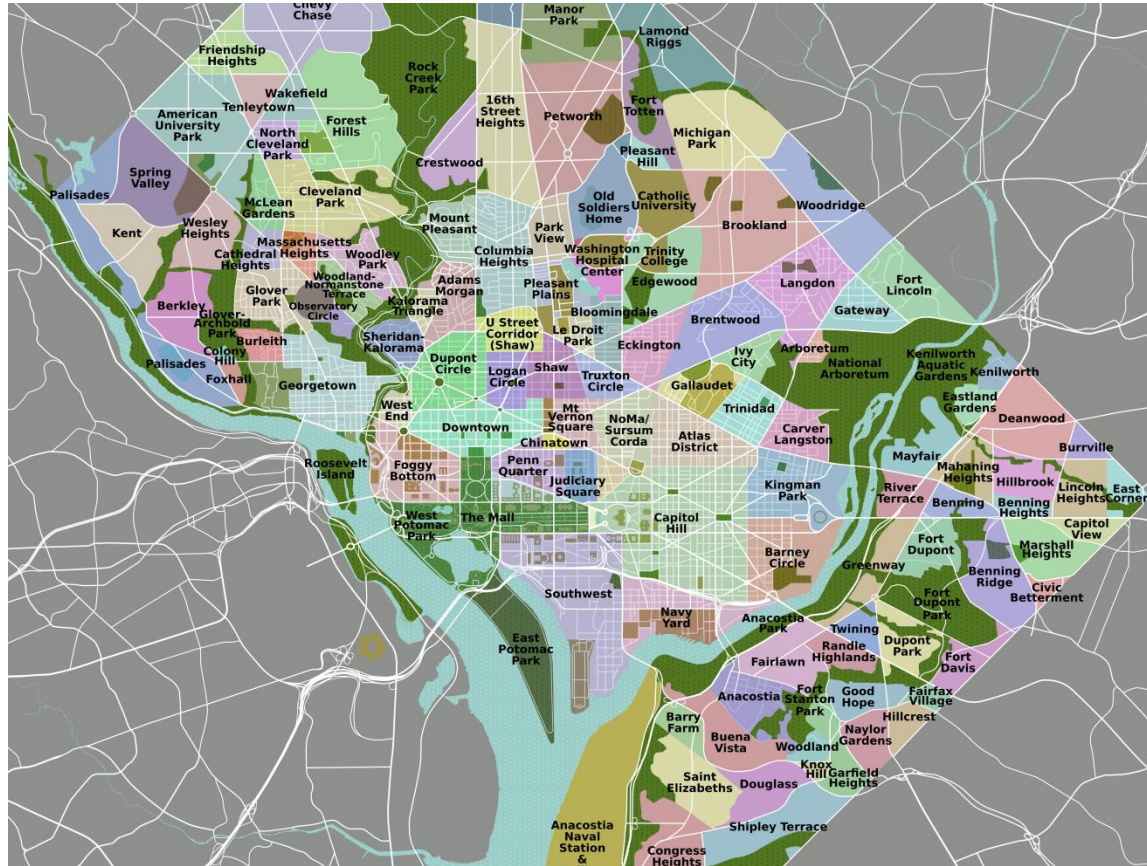 Chevy
Chase
Manor
Park
Lamond
Riggs
Friendship
Heights
Rock
Creek
Park
Wakefield
Tenleytown
American
University
Park
Forest
Hills
North
Cleveland
Park
16th
Street
Heights
Petworth
Fort
Totten
Michigan
Park
Crestwood
Pleasant
Hill
Spring
Valley
Palisades
Cleveland
Park
McLean
Gardens
Old
Soldiers
Home
Catholic
University
Woodridge
Kent
Wesley
Heights
Mount
Pleasant
Park
View
Brookland
Massachusetts
Heights
Cathedral
Heights
Woodley
Park
Columbia
Heights
Washington
Hospital
Center
Trinity
College
Woodland-
Normanstone
Terrace
Adams
Morgan
Pleasant
Plains
Edgewood
Langdon
Fort
Lincoln
Glover
Park
Observatory
Circle
Kalorama
Triangle
Berkley
Glover-
Archbold
Park
Bloomingdale
Brentwood
Gateway
U Street
Corridor
(Shaw)
Le Droit
Park
Sheridan-
Kalorama
Burleith
Colony
Hill
Eckington
Ivy
City
Arboretum
National
Arboretum
Kenilworth
Aquatic
Gardens
Kenilworth
Palisades
Foxhall
Georgetown
Dupont
Circle
Logan
Circle
Shaw
Truxton
Circle
Gallaudet
Trinidad
Eastland
Gardens
Deanwood
West
End
Downtown
Mt
Vernon
Square
Chinatown
NoMa/
Sursum
Corda
Atlas
District
Carver
Langston
Burrville
Mayfair
Roosevelt
Island
Foggy
Bottom
Penn
Quarter
Judiciary
Square
Kingman
Park
River
Terrace
Mahaning
Heights
Hillbrook
Lincoln
Heights
East
Corner
Benning
Benning
Heights
West
Potomac
Park
The Mall
Capitol
Hill
Capitol
View
Barney
Circle
Greenway
Fort
Dupont
Marshall
Heights
Benning
Ridge
Civic
Betterment
Southwest
Navy
Yard
Anacostia
Park
Fort
Dupont
Park
Twining
East
Potomac
Park
Randle
Highlands
Dupont
Park
Fairlawn
Fort
Davis
Anacostia
Fort
Stanton
Park
Good
Hope
Fairfax
Village
Hillcrest
Barry
Farm
Buena
Vista
Naylor
Gardens
Woodland
Knox
Hill
Garfield
Heights
Saint
Elizabeths
Douglass
Anacostia
Naval
Station
&
Shipley Terrace
Congress
Heights